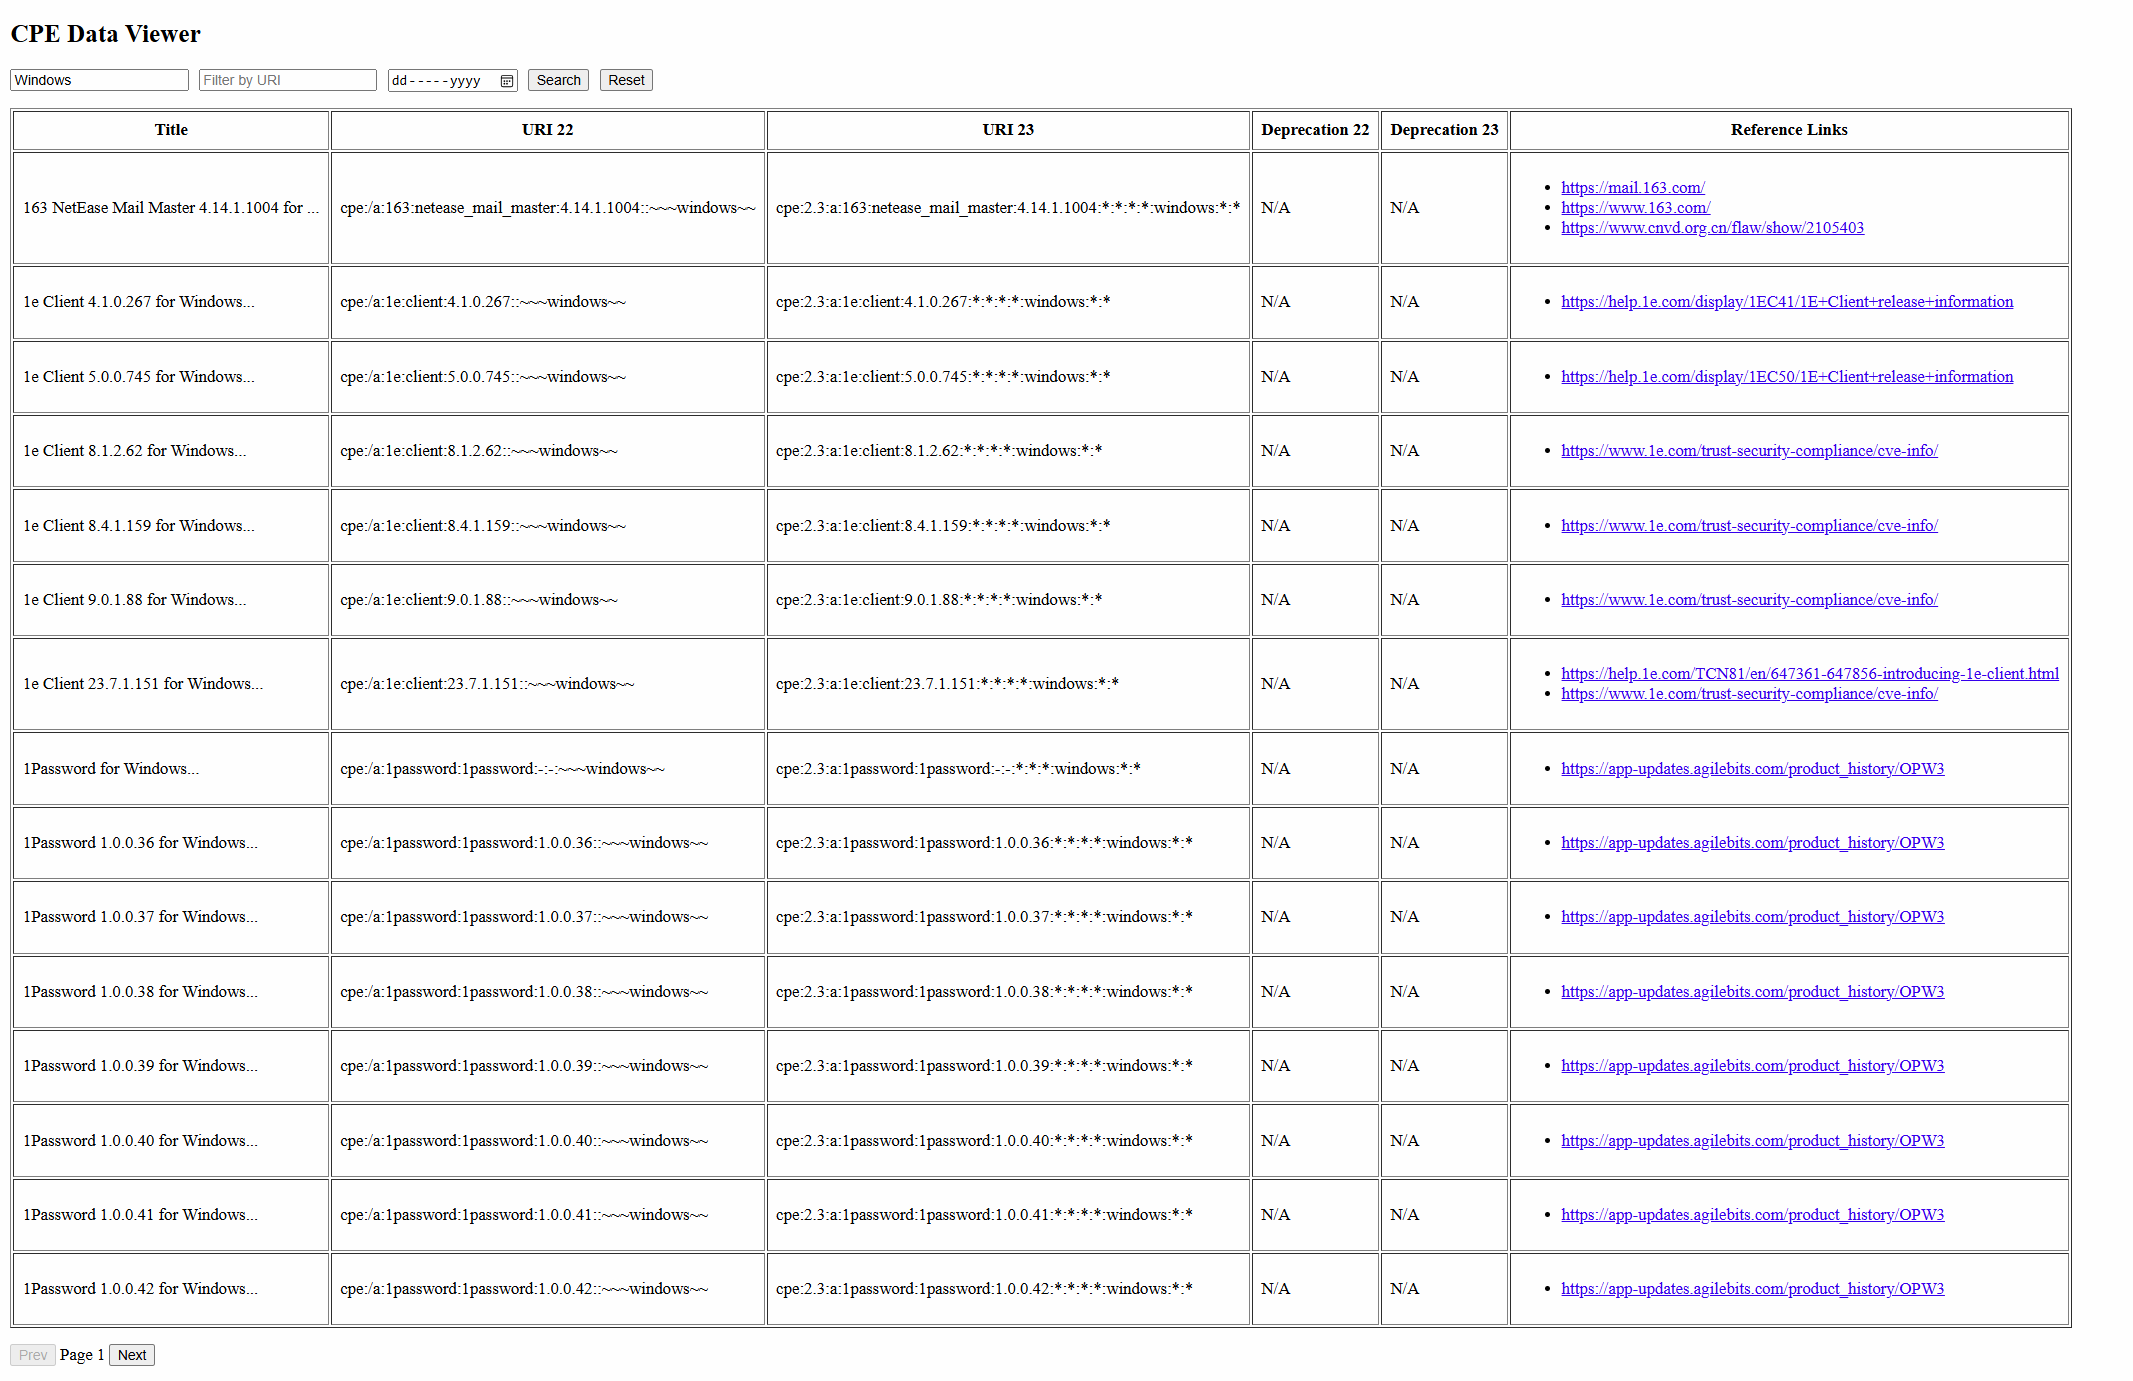 CPE Data Viewer
Windows Filter by URI dd-----yyyy Search Reset
Title URI 22 URI 23 Deprecation 22 Deprecation 23 Reference Links
163 NetEase Mail Master 4.14.1.1004 for ... cpe:/a:163:netease_mail_master:4.14.1.1004::~~~windows~~ cpe:2.3:a:163:netease_mail_master:4.14.1.1004:*:*:*:*:windows:*:* N/A N/A https://mail.163.com/
https://www.163.com/
https://www.cnvd.org.cn/flaw/show/2105403
1e Client 4.1.0.267 for Windows... cpe:/a:1e:client:4.1.0.267::~~~windows~~ cpe:2.3:a:1e:client:4.1.0.267:*:*:*:*:windows:*:* N/A N/A https://help.1e.com/display/1EC41/1E+Client+release+information
1e Client 5.0.0.745 for Windows... cpe:/a:1e:client:5.0.0.745::~~~windows~~ cpe:2.3:a:1e:client:5.0.0.745:*:*:*:*:windows:*:* N/A N/A https://help.1e.com/display/1EC50/1E+Client+release+information
1e Client 8.1.2.62 for Windows... cpe:/a:1e:client:8.1.2.62::~~~windows~~ cpe:2.3:a:1e:client:8.1.2.62:*:*:*:*:windows:*:* N/A N/A https://www.1e.com/trust-security-compliance/cve-info/
1e Client 8.4.1.159 for Windows... cpe:/a:1e:client:8.4.1.159::~~~windows~~ cpe:2.3:a:1e:client:8.4.1.159:*:*:*:*:windows:*:* N/A N/A https://www.1e.com/trust-security-compliance/cve-info/
1e Client 9.0.1.88 for Windows... cpe:/a:1e:client:9.0.1.88::~~~windows~~ cpe:2.3:a:1e:client:9.0.1.88:*:*:*:*:windows:*:* N/A N/A https://www.1e.com/trust-security-compliance/cve-info/
1e Client 23.7.1.151 for Windows... cpe:/a:1e:client:23.7.1.151::~~~windows~~ cpe:2.3:a:1e:client:23.7.1.151:*:*:*:*:windows:*:* N/A N/A https://help.1e.com/TCN81/en/647361-647856-introducing-1e-client.html
https://www.1e.com/trust-security-compliance/cve-info/
1Password for Windows... cpe:/a:1password:1password:-:-:~~~windows~~ cpe:2.3:a:1password:1password:-:-:*:*:*:windows:*:* N/A N/A https://app-updates.agilebits.com/product_history/OPW3
1Password 1.0.0.36 for Windows... cpe:/a:1password:1password:1.0.0.36::~~~windows~~ cpe:2.3:a:1password:1password:1.0.0.36:*:*:*:*:windows:*:* N/A N/A https://app-updates.agilebits.com/product_history/OPW3
1Password 1.0.0.37 for Windows... cpe:/a:1password:1password:1.0.0.37::~~~windows~~ cpe:2.3:a:1password:1password:1.0.0.37:*:*:*:*:windows:*:* N/A N/A https://app-updates.agilebits.com/product_history/OPW3
1Password 1.0.0.38 for Windows... cpe:/a:1password:1password:1.0.0.38::~~~windows~~ cpe:2.3:a:1password:1password:1.0.0.38:*:*:*:*:windows:*:* N/A N/A https://app-updates.agilebits.com/product_history/OPW3
1Password 1.0.0.39 for Windows... cpe:/a:1password:1password:1.0.0.39::~~~windows~~ cpe:2.3:a:1password:1password:1.0.0.39:*:*:*:*:windows:*:* N/A N/A https://app-updates.agilebits.com/product_history/OPW3
1Password 1.0.0.40 for Windows... cpe:/a:1password:1password:1.0.0.40::~~~windows~~ cpe:2.3:a:1password:1password:1.0.0.40:*:*:*:*:windows:*:* N/A N/A https://app-updates.agilebits.com/product_history/OPW3
1Password 1.0.0.41 for Windows... cpe:/a:1password:1password:1.0.0.41::~~~windows~~ cpe:2.3:a:1password:1password:1.0.0.41:*:*:*:*:windows:*:* N/A N/A https://app-updates.agilebits.com/product_history/OPW3
1Password 1.0.0.42 for Windows... cpe:/a:1password:1password:1.0.0.42::~~~windows~~ cpe:2.3:a:1password:1password:1.0.0.42:*:*:*:*:windows:*:* N/A N/A https://app-updates.agilebits.com/product_history/OPW3
Prev Page 1 Next